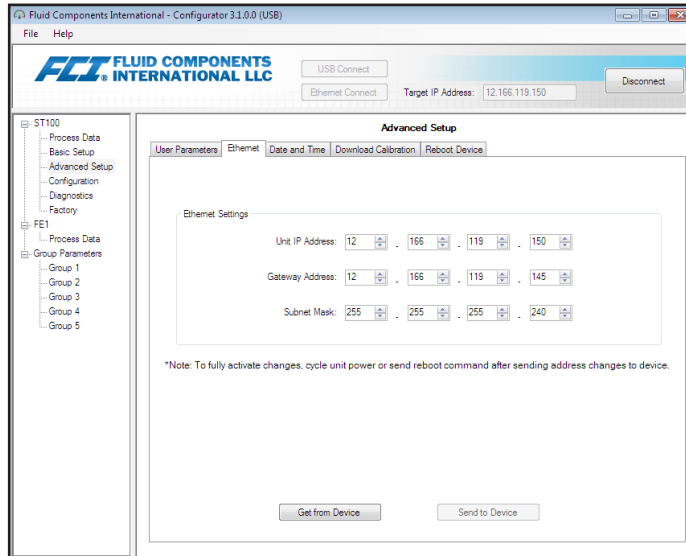 Fluid Components International - Configurator 3.1.0.0 (USB)
File Help
FCI. FLUID COMPONENTS
® INTERNATIONAL LLC
USB Connect
Ethernet Connect Target IP Address: 12.166.119.150
Disconnect
ST100
Process Data
Basic Setup
Advanced Setup
Configuration
Diagnostics
Factory
FE1
Process Data
Group Parameters
Group 1
Group 2
Group 3
Group 4
Group 5
Advanced Setup
User Parameters Ethernet Date and Time Download Calibration Reboot Device
Ethernet Settings
Unit IP Address: 12 . 166 . 119 . 150
Gateway Address: 12 . 166 . 119 . 145
Subnet Mask: 255 . 255 . 255 . 240
*Note: To fully activate changes, cycle unit power or send reboot command after sending address changes to device.
Get from Device Send to Device